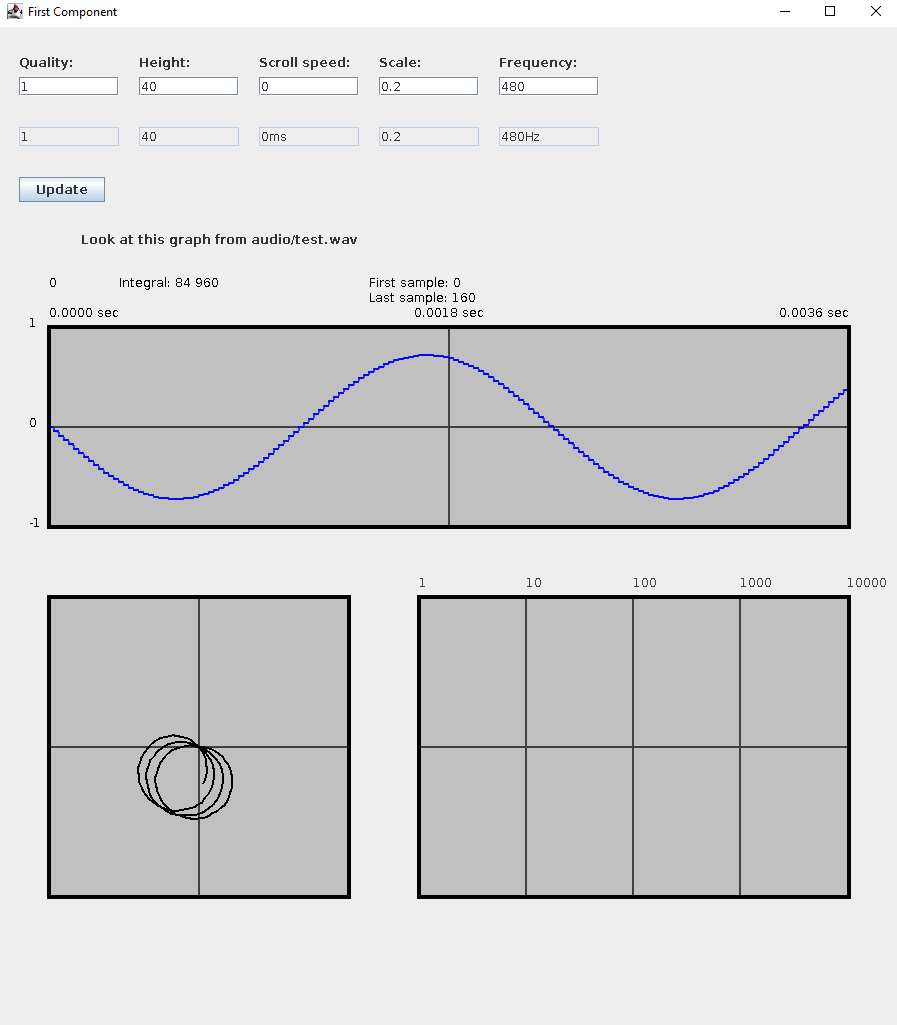 First Component
Quality: Height: Scroll speed: Scale: Frequency:
1 40 0 0.2 480
1 40 0ms 0.2 480Hz
Update
Look at this graph from audio/test.wav
0 Integral: 84 960 First sample: 0
Last sample: 160
0.0000 sec 0.0018 sec 0.0036 sec
1
0
-1
1 10 100 1000 10000